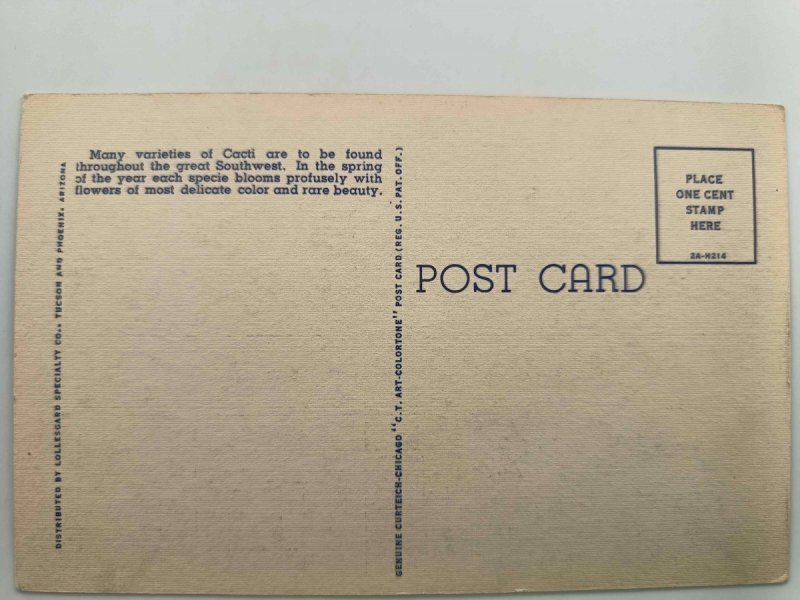 Many varieties of Cacti are to be found
throughout the great Southwest. In the spring
of the year each specie blooms profusely with
flowers of most delicate color and rare beauty.
DISTRIBUTED BY LOLLESGARD SPECIALTY CO., TUCSON AND PHOENIX, ARIZONA
GENUINE CURTEICH-CHICAGO "C.T. ART-COLORTONE" POST CARD (REG. U.S. PAT. OFF.)
POST CARD
PLACE
ONE CENT
STAMP
HERE
2A-H214